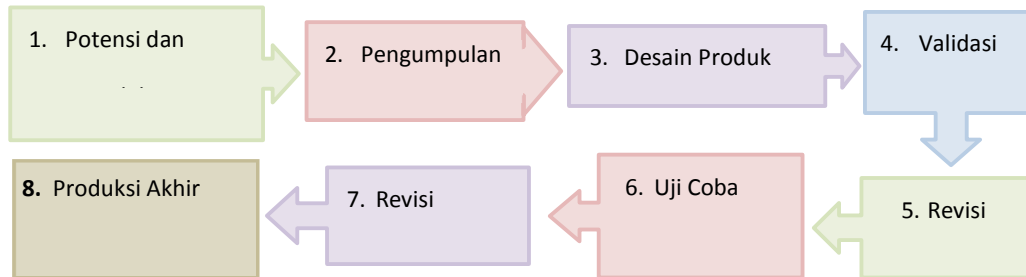 1. Potensi dan
2. Pengumpulan
3. Desain Produk
4. Validasi
5. Revisi
6. Uji Coba
7. Revisi
8. Produksi Akhir